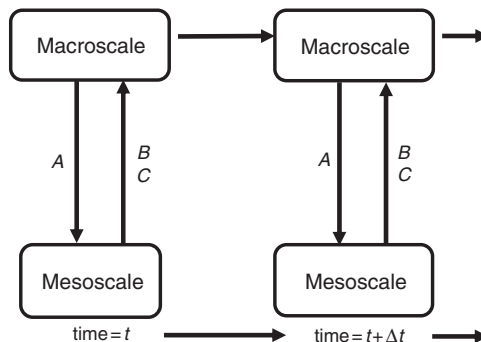 Macroscale Macroscale
A B A B
C C
Mesoscale Mesoscale
time = t time = t + Δt